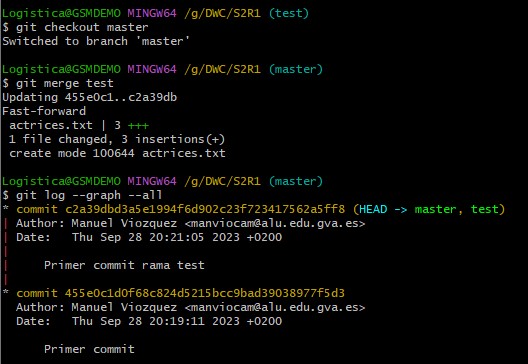 Logistica@GSMDEMO MINGW64 /g/DWC/S2R1 (test)
$ git checkout master
Switched to branch 'master'
Logistica@GSMDEMO MINGW64 /g/DWC/S2R1 (master)
$ git merge test
Updating 455e0c1..c2a39db
Fast-forward
 actrices.txt | 3 +++
 1 file changed, 3 insertions(+)
 create mode 100644 actrices.txt
Logistica@GSMDEMO MINGW64 /g/DWC/S2R1 (master)
$ git log --graph --all
* commit c2a39dbd3a5e1994f6d902c23f723417562a5ff8 (HEAD -> master, test)
| Author: Manuel Viozquez <manviocam@alu.edu.gva.es>
| Date:   Thu Sep 28 20:21:05 2023 +0200
|
|     Primer commit rama test
|
* commit 455e0c1d0f68c824d5215bcc9bad39038977f5d3
  Author: Manuel Viozquez <manviocam@alu.edu.gva.es>
  Date:   Thu Sep 28 20:19:11 2023 +0200
      Primer commit